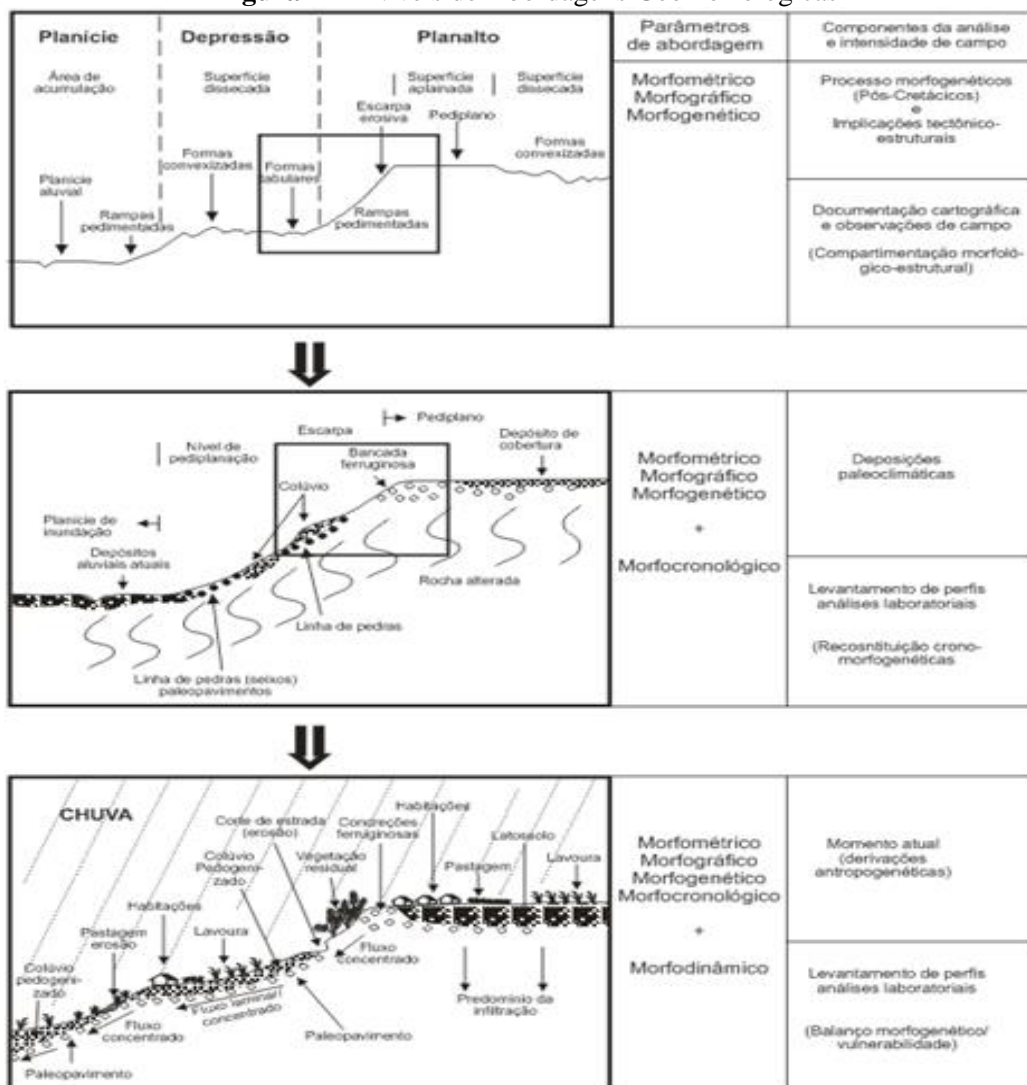 Planície
Depressão
Planalto
Área de
acumulação
Superfície
dissecada
Superfície
aplainada
Superfície
dissecada
Escarpa
erosiva
Pediplano
Formas
convexizadas
Formas
tabulares
Formas
convexizadas
Planície
aluvial
Rampas
pedimentadas
Rampas
pedimentadas
Parâmetros
de abordagem
Componentes da análise
e intensidade de campo
Morfométrico
Morfográfico
Morfogenético
Processo morfogenéticos
(Pós-Cretácicos)
e
Implicações tectônico-
estruturais
Documentação cartográfica
e observações de campo
(Compartimentação morfoló-
gico-estrutural)
Pediplano
Escarpa
Nível de
pediplanação
Bancada
ferruginosa
Depósito de
cobertura
Colúvio
Planície de
inundação
Depósitos
aluviais atuais
Rocha alterada
Linha de pedras
Linha de pedras (seixos)
paleopavimentos
Morfométrico
Morfográfico
Morfogenético
+
Morfocronológico
Deposições
paleoclimáticas
Levantamento de perfis
análises laboratoriais
(Recosntituição crono-
morfogenéticas
CHUVA
Corte de estrada
(erosão)
Concreções
ferruginosas
Habitações
Latossolo
Lavoura
Pastagem
Vegetação
residual
Colúvio
Pedogeni-
zado
Habitações
Lavoura
Pastagem
erosão
Colúvio
pedogeni-
zado
Fluxo
concentrado
Fluxo laminar/
concentrado
Fluxo
concentrado
Predomínio da
infiltração
Paleopavimento
Paleopavimento
Morfométrico
Morfográfico
Morfogenético
Morfocronológico
+
Morfodinâmico
Momento atual
(derivações
antropogenéticas)
Levantamento de perfis
análises laboratoriais
(Balanço morfogenético/
vulnerabilidade)